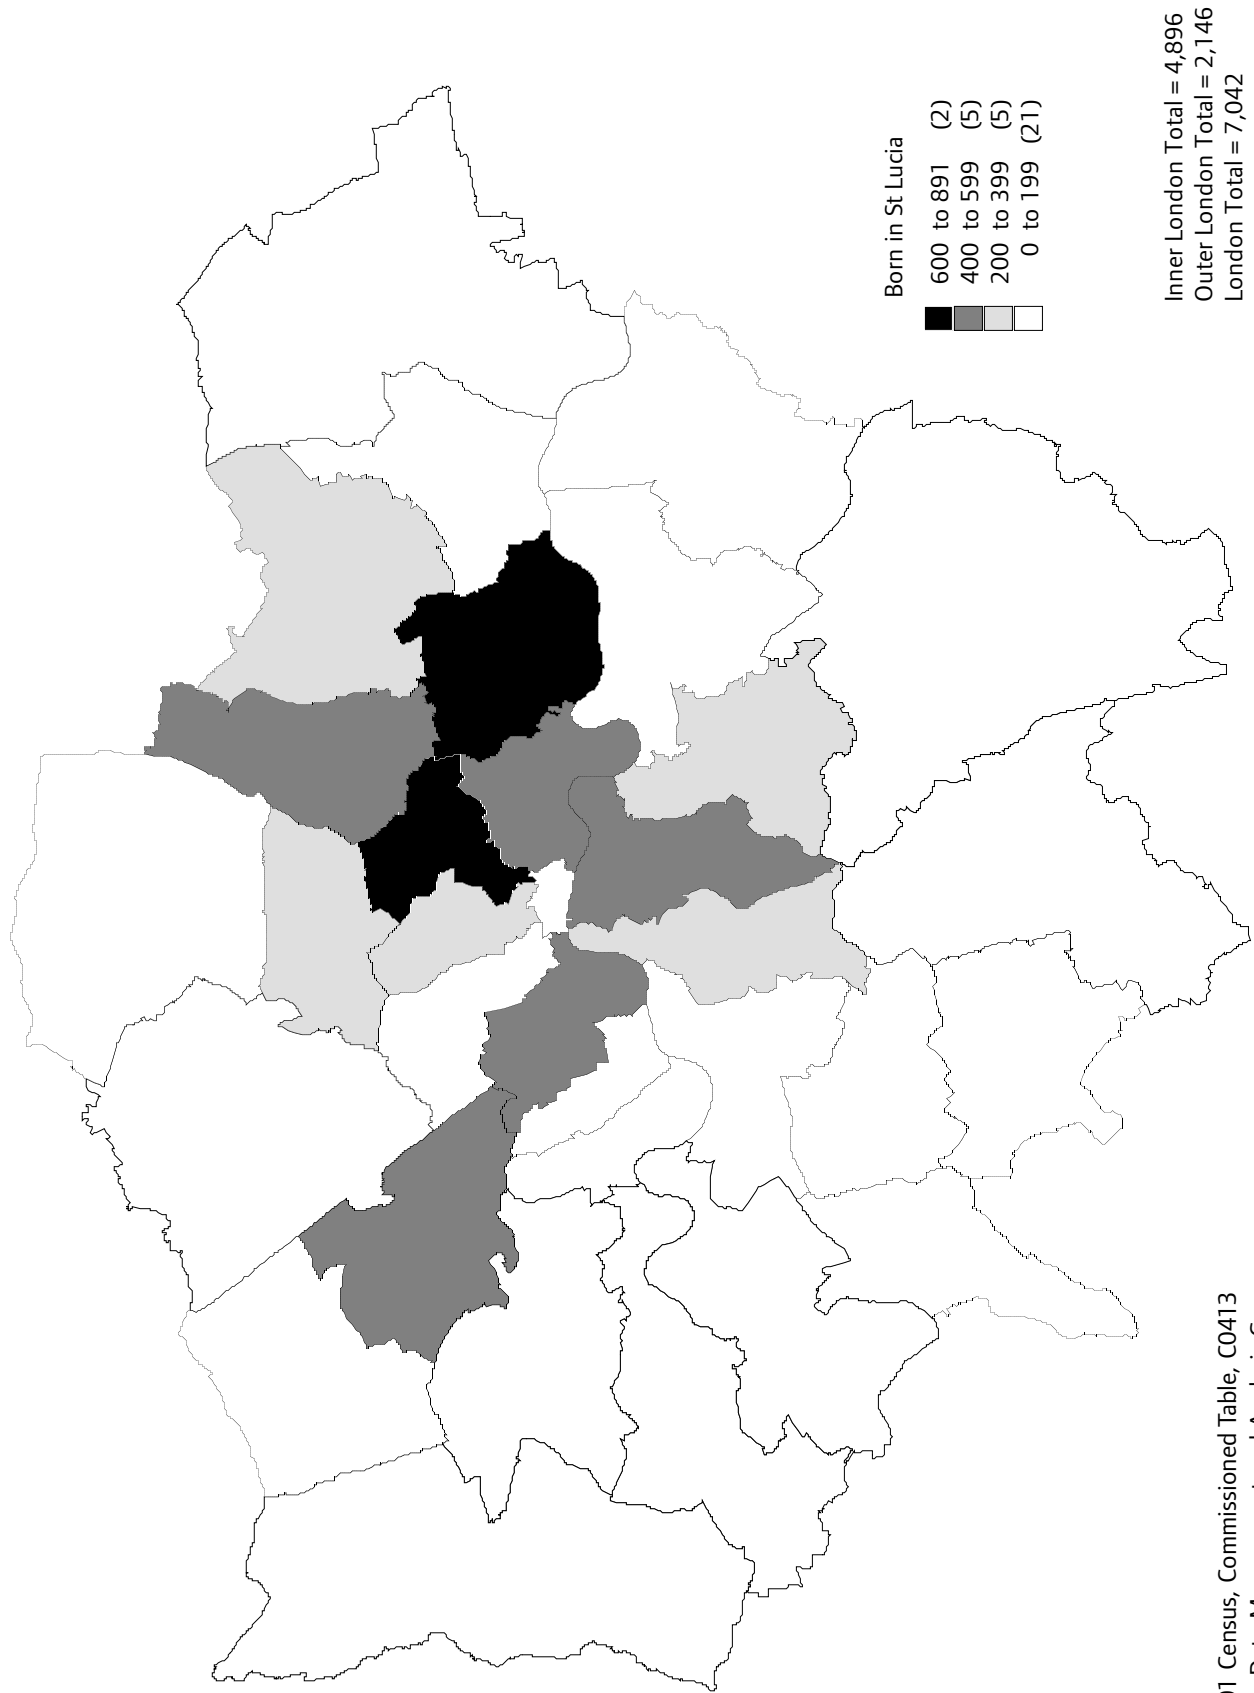 Born in St Lucia
600 to 891 (2)
400 to 599 (5)
200 to 399 (5)
0 to 199 (21)
Inner London Total = 4,896
Outer London Total = 2,146
London Total = 7,042
Census, Commissioned Table, C0413